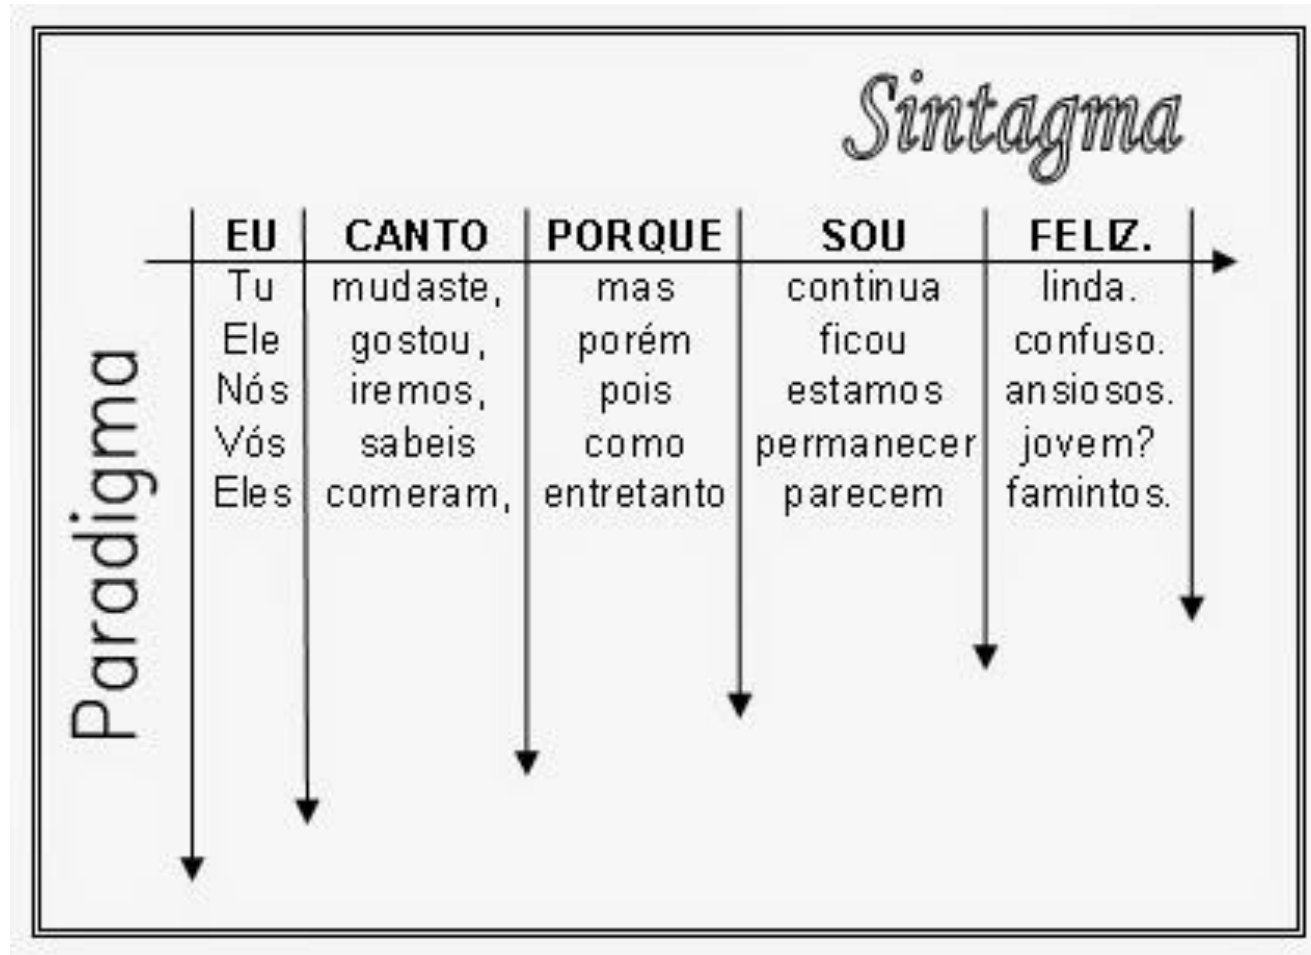 Sintagma
EU CANTO PORQUE SOU FELIZ.
Tu mudaste, mas continua linda.
Ele gostou, porém ficou confuso.
Nós iremos, pois estamos ansiosos.
Vós sabeis como permanecer jovem?
Eles comeram, entretanto parecem famintos.
Paradigma